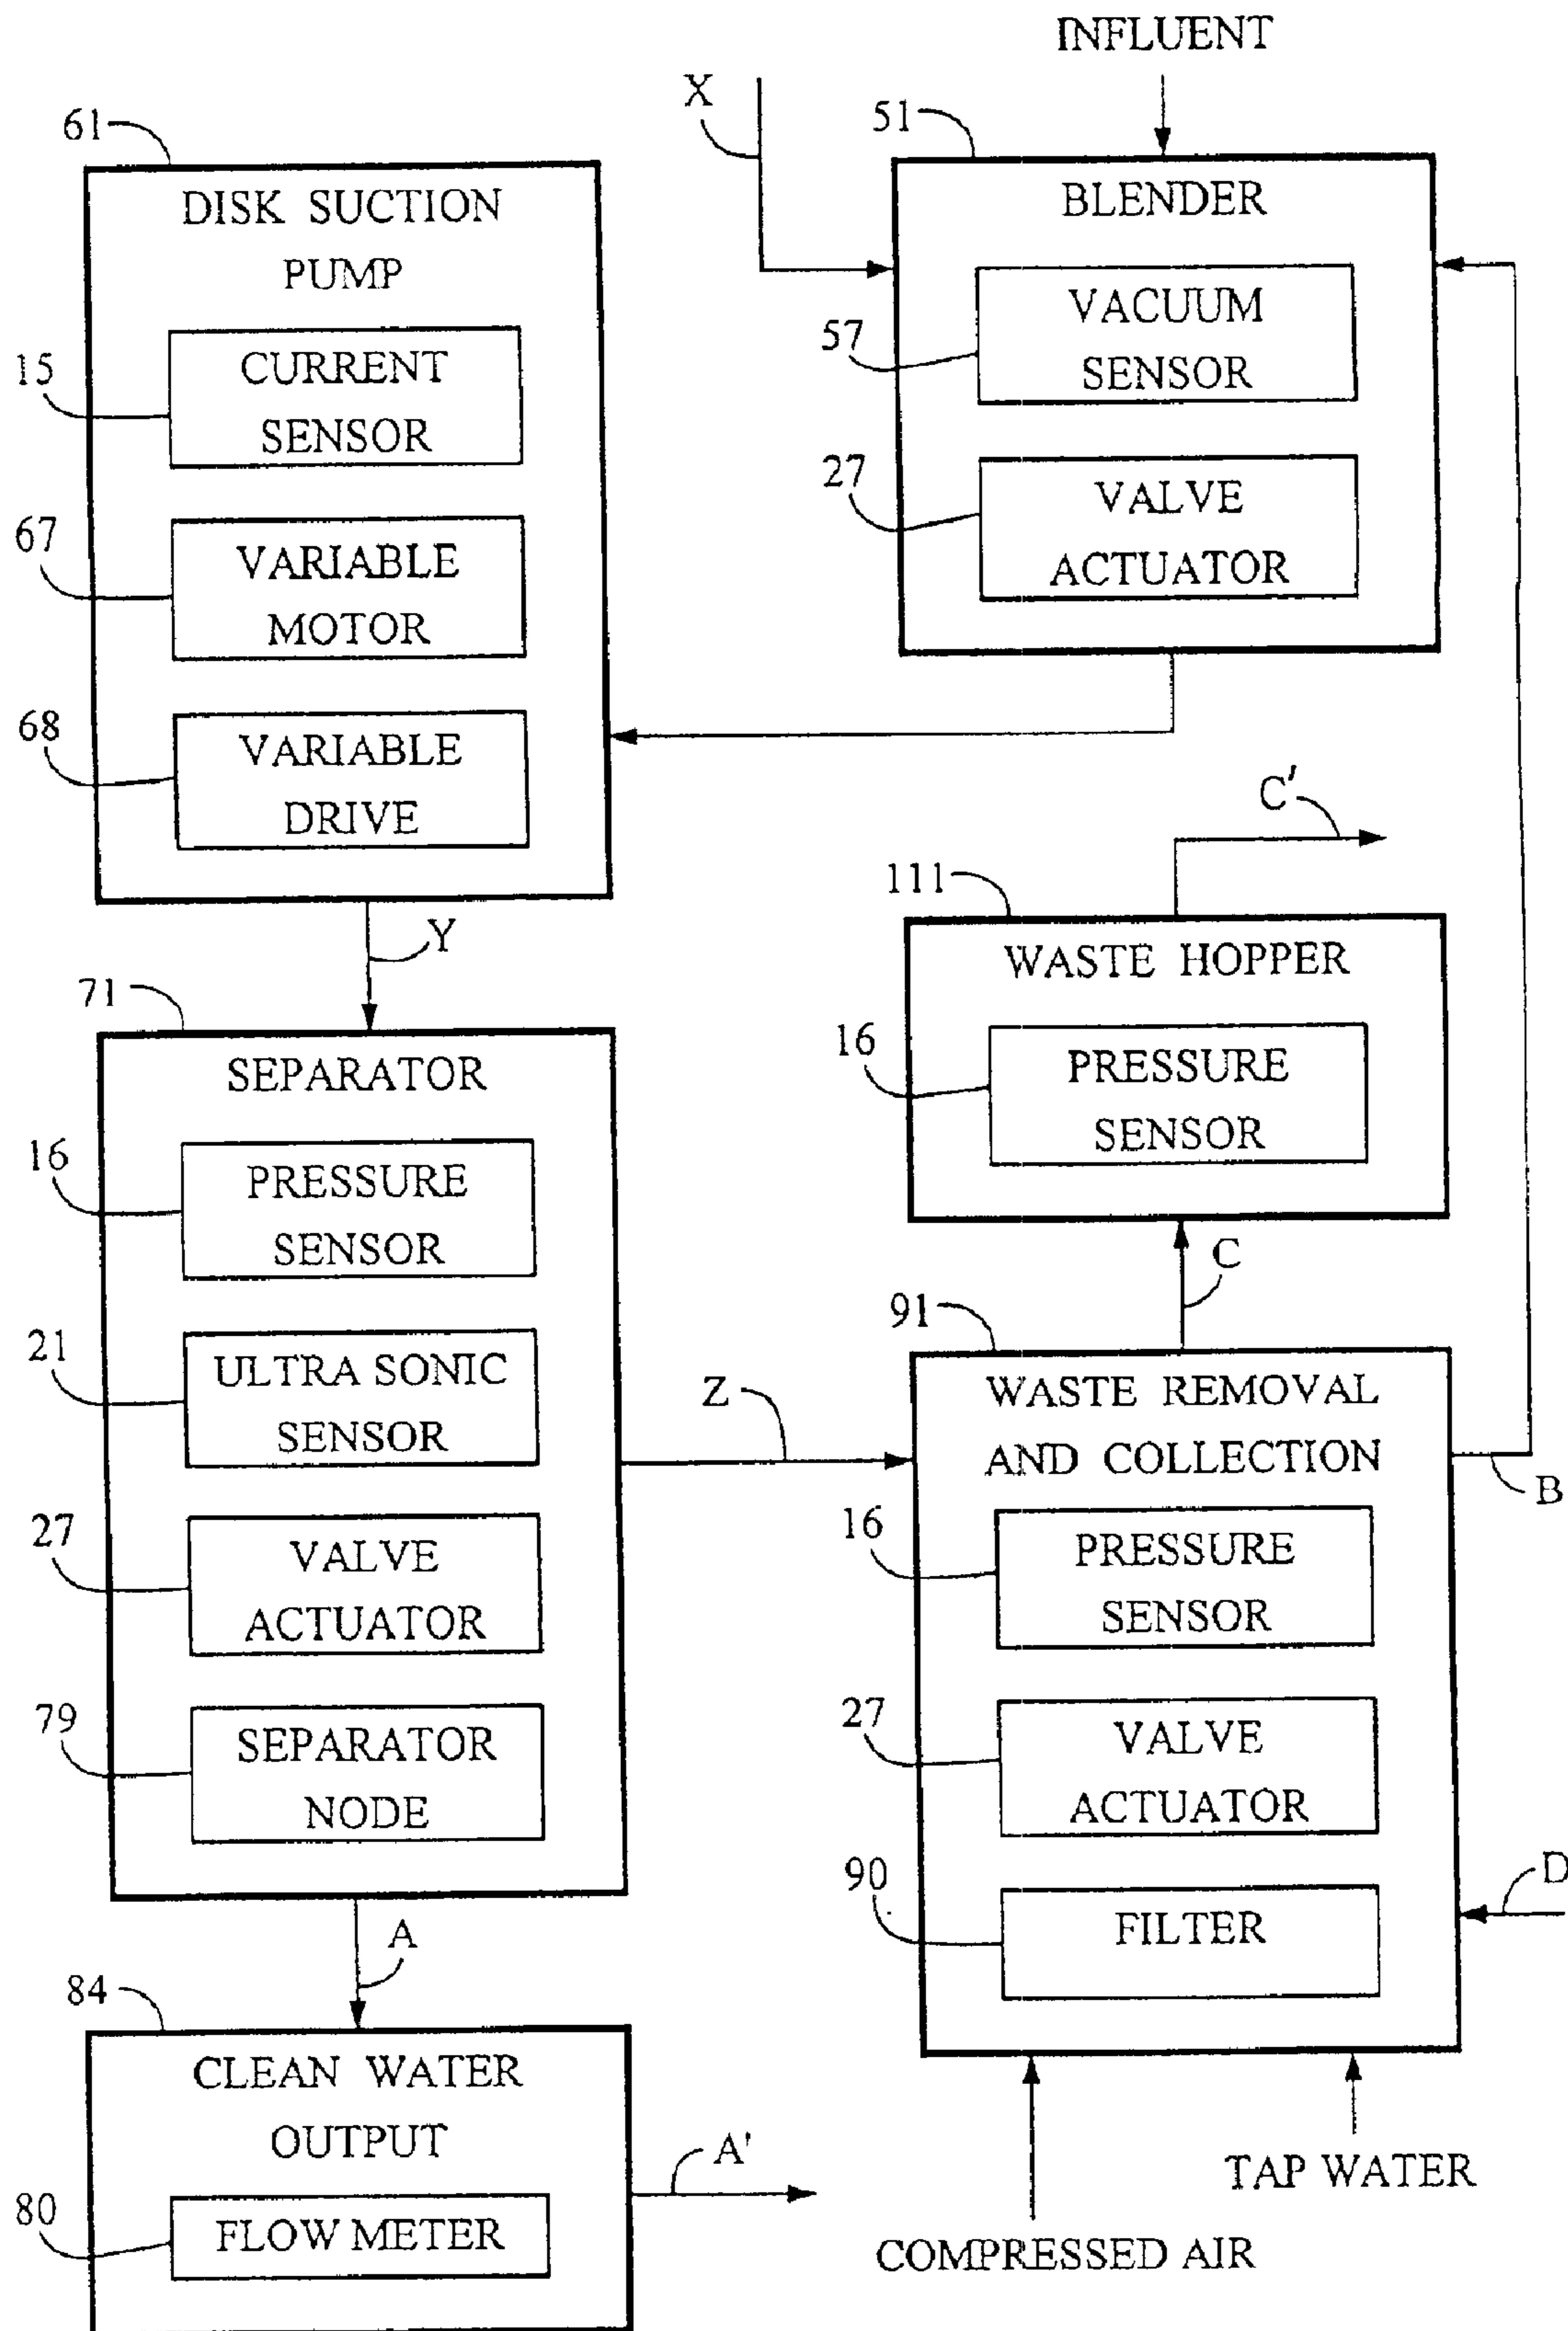 INFLUENT
X
51
BLENDER
57
VACUUM
SENSOR
27
VALVE
ACTUATOR
61
DISK SUCTION
PUMP
15
CURRENT
SENSOR
67
VARIABLE
MOTOR
68
VARIABLE
DRIVE
Y
C'
111
WASTE HOPPER
16
PRESSURE
SENSOR
C
71
SEPARATOR
16
PRESSURE
SENSOR
21
ULTRA SONIC
SENSOR
27
VALVE
ACTUATOR
79
SEPARATOR
NODE
Z
91
WASTE REMOVAL
AND COLLECTION
B
16
PRESSURE
SENSOR
27
VALVE
ACTUATOR
90
FILTER
D
A
84
CLEAN WATER
OUTPUT
80
FLOW METER
A'
TAP WATER
COMPRESSED AIR